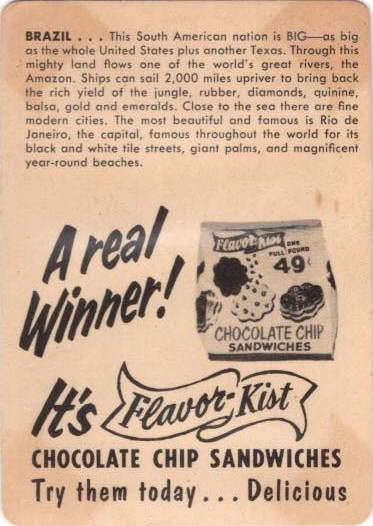 BRAZIL . . . This South American nation is BIG—as big
as the whole United States plus another Texas. Through this
mighty land flows one of the world's great rivers, the
Amazon. Ships can sail 2,000 miles upriver to bring back
the rich yield of the jungle, rubber, diamonds, quinine,
balsa, gold and emeralds. Close to the sea there are fine
modern cities. The most beautiful and famous is Rio de
Janeiro, the capital, famous throughout the world for its
black and white tile streets, giant palms, and magnificent
year-round beaches.
A real
Winner!
Flavor-Kist
ONE
FULL POUND
49¢
CHOCOLATE CHIP
SANDWICHES
It's Flavor-Kist
CHOCOLATE CHIP SANDWICHES
Try them today... Delicious